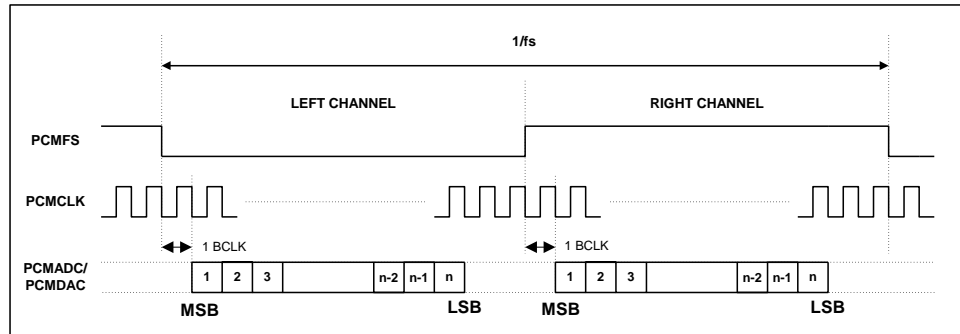 1/fs
LEFT CHANNEL RIGHT CHANNEL
PCMFS
PCMCLK
1 BCLK 1 BCLK
PCMADC/
PCMDAC
1 2 3 n-2 n-1 n 1 2 3 n-2 n-1 n
MSB LSB MSB LSB